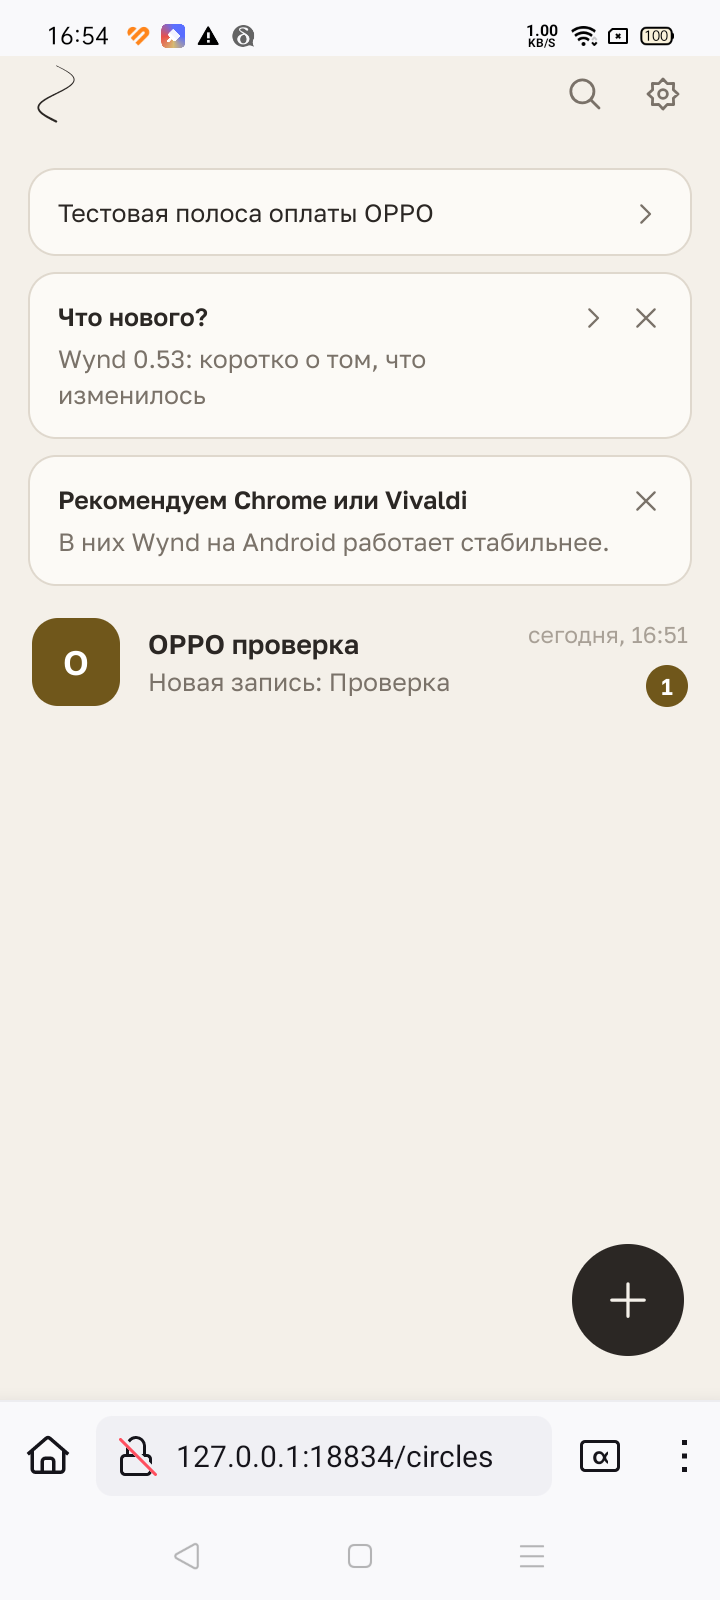 16:54
1.00
KB/S
100
Тестовая полоса оплаты OPPO
Что нового?
Wynd 0.53: коротко о том, что
изменилось
Рекомендуем Chrome или Vivaldi
В них Wynd на Android работает стабильнее.
О
OPPO проверка
сегодня, 16:51
Новая запись: Проверка
1
127.0.0.1:18834/circles
α